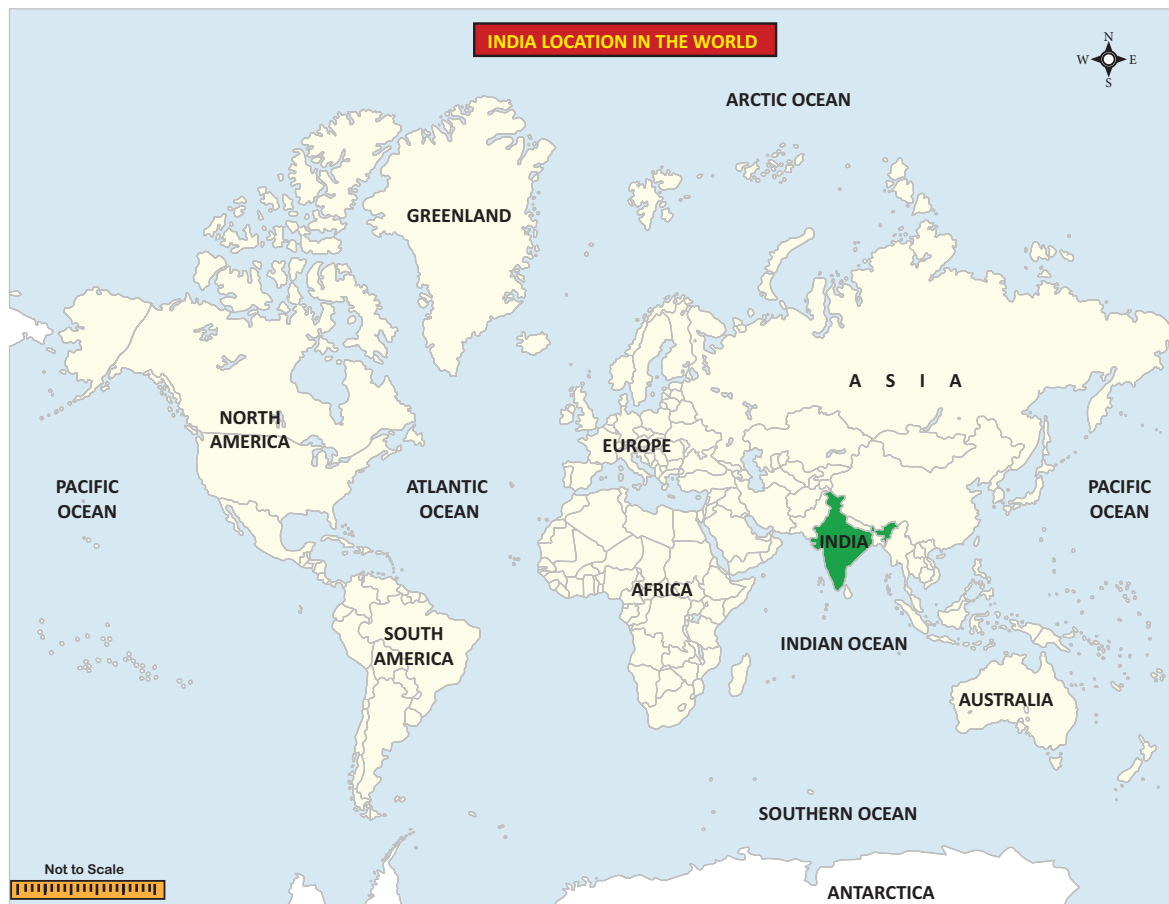 INDIA LOCATION IN THE WORLD
N
W E
S
ARCTIC OCEAN
GREENLAND
A S I A
NORTH
AMERICA
EUROPE
PACIFIC
OCEAN
ATLANTIC
OCEAN
PACIFIC
OCEAN
INDIA
AFRICA
SOUTH
AMERICA
INDIAN OCEAN
AUSTRALIA
SOUTHERN OCEAN
Not to Scale
ANTARCTICA